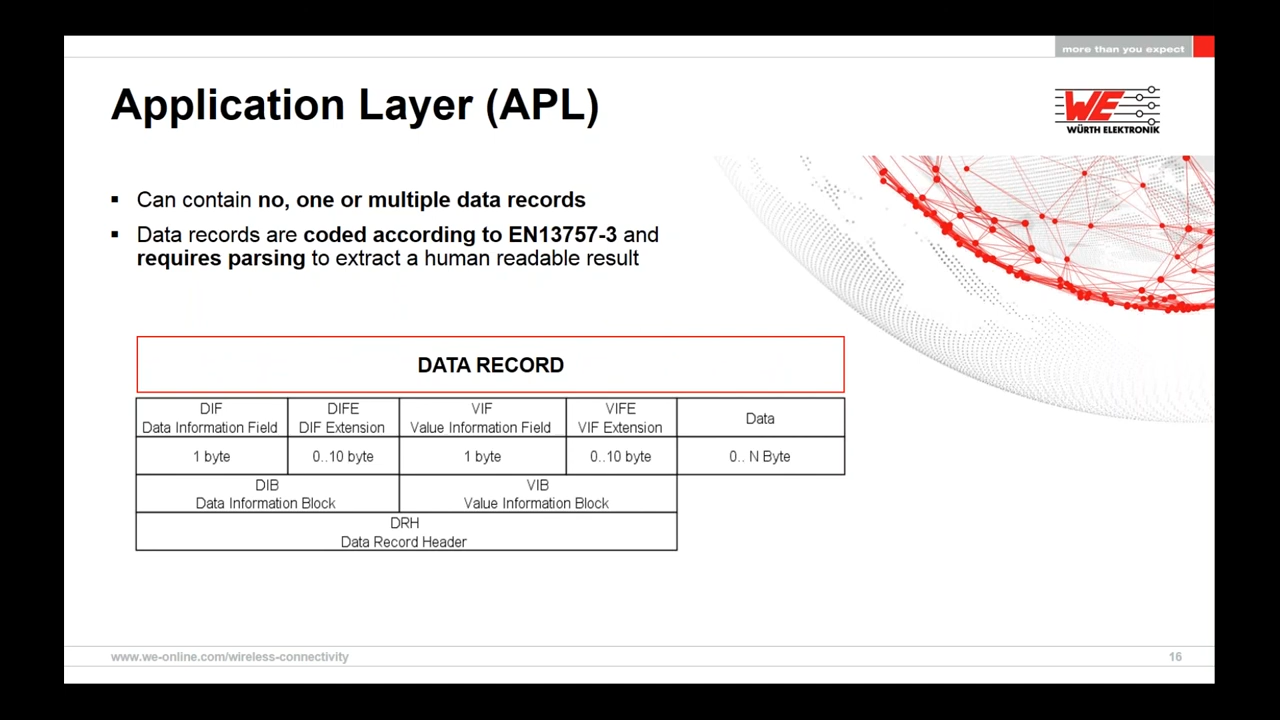 more than you expect
Application Layer (APL)
WE
WÜRTH ELEKTRONIK
▪ Can contain no, one or multiple data records
▪ Data records are coded according to EN13757-3 and
requires parsing to extract a human readable result
DATA RECORD
DIF
Data Information Field
DIFE
DIF Extension
VIF
Value Information Field
VIFE
VIF Extension
Data
1 byte
0..10 byte
1 byte
0..10 byte
0.. N Byte
DIB
Data Information Block
VIB
Value Information Block
DRH
Data Record Header
www.we-online.com/wireless-connectivity
16